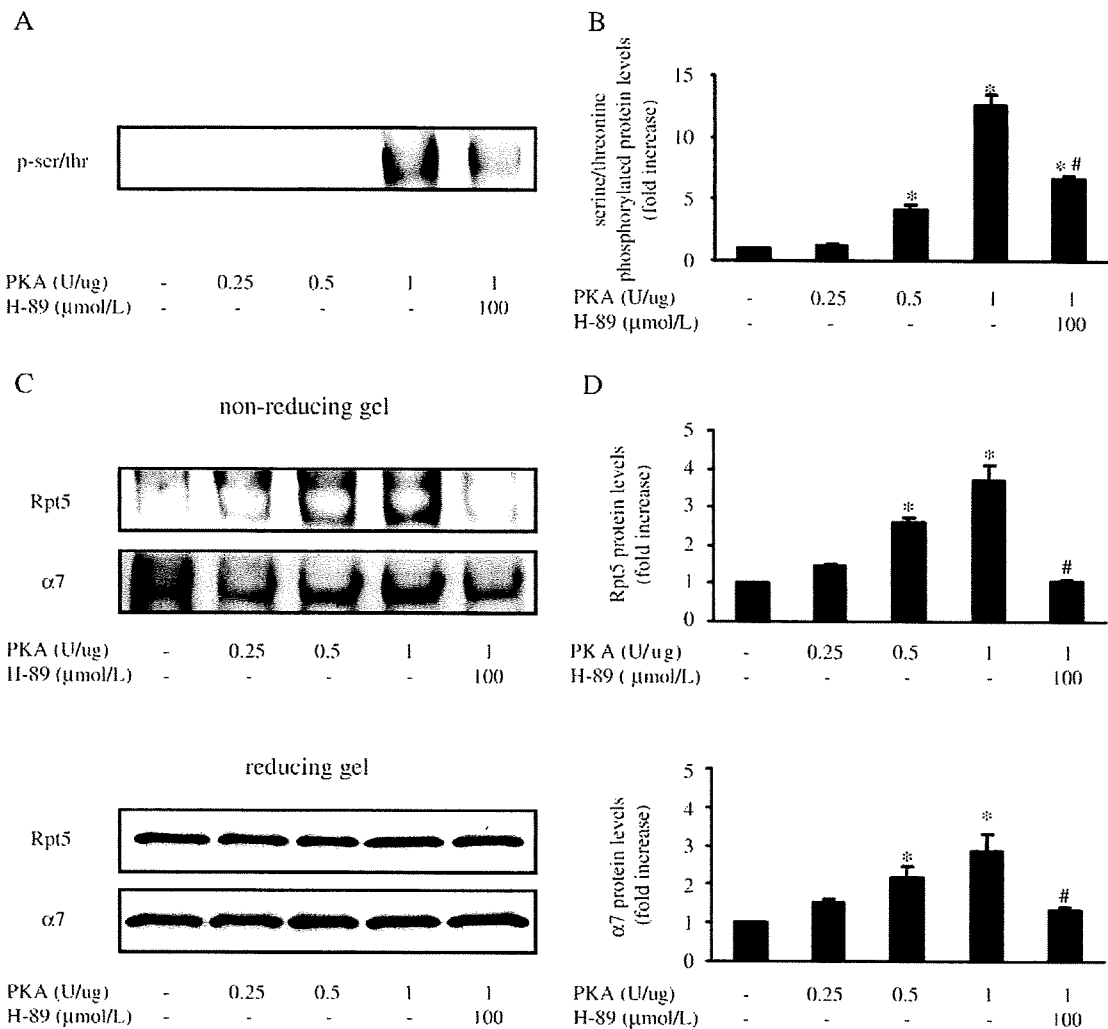 A
p-ser/thr
PKA (U/ug) - 0.25 0.5 1 1
H-89 (μmol/L) - - - - 100
B
serine/threonine
phosphorylated protein levels
(fold increase)
15
10
5
0
* * * #
PKA (U/ug) - 0.25 0.5 1 1
H-89 (μmol/L) - - - - 100
C
non-reducing gel
Rpt5
α7
PKA (U/ug) - 0.25 0.5 1 1
H-89 (μmol/L) - - - - 100
reducing gel
Rpt5
α7
PKA (U/ug) - 0.25 0.5 1 1
H-89 (μmol/L) - - - - 100
D
Rpt5 protein levels
(fold increase)
5
4
3
2
1
0
* * #
PKA (U/ug) - 0.25 0.5 1 1
H-89 ( μmol/L) - - - - 100
α7 protein levels
(fold increase)
5
4
3
2
1
0
* * #
PKA (U/ug) - 0.25 0.5 1 1
H-89 (μmol/L) - - - - 100